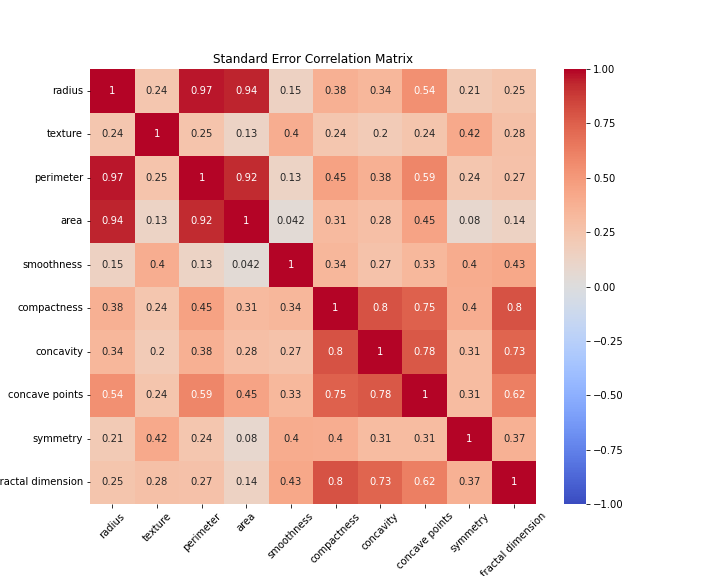 Standard Error Correlation Matrix
radius 1 0.24 0.97 0.94 0.15 0.38 0.34 0.54 0.21 0.25
texture 0.24 1 0.25 0.13 0.4 0.24 0.2 0.24 0.42 0.28
perimeter 0.97 0.25 1 0.92 0.13 0.45 0.38 0.59 0.24 0.27
area 0.94 0.13 0.92 1 0.042 0.31 0.28 0.45 0.08 0.14
smoothness 0.15 0.4 0.13 0.042 1 0.34 0.27 0.33 0.4 0.43
compactness 0.38 0.24 0.45 0.31 0.34 1 0.8 0.75 0.4 0.8
concavity 0.34 0.2 0.38 0.28 0.27 0.8 1 0.78 0.31 0.73
concave points 0.54 0.24 0.59 0.45 0.33 0.75 0.78 1 0.31 0.62
symmetry 0.21 0.42 0.24 0.08 0.4 0.4 0.31 0.31 1 0.37
ractal dimension 0.25 0.28 0.27 0.14 0.43 0.8 0.73 0.62 0.37 1
radius texture perimeter area smoothness compactness concavity concave points symmetry fractal dimension
1.00
0.75
0.50
0.25
0.00
−0.25
−0.50
−0.75
−1.00